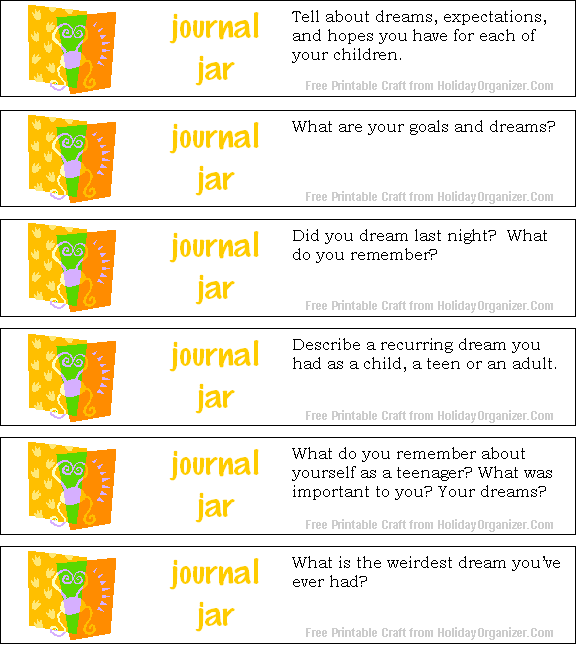 journal
jar
Tell about dreams, expectations,
and hopes you have for each of
your children.
Free Printable Craft from HolidayOrganizer.Com
journal
jar
What are your goals and dreams?
Free Printable Craft from HolidayOrganizer.Com
journal
jar
Did you dream last night?  What
do you remember?
Free Printable Craft from HolidayOrganizer.Com
journal
jar
Describe a recurring dream you
had as a child, a teen or an adult.
Free Printable Craft from HolidayOrganizer.Com
journal
jar
What do you remember about
yourself as a teenager? What was
important to you? Your dreams?
Free Printable Craft from HolidayOrganizer.Com
journal
jar
What is the weirdest dream you've
ever had?
Free Printable Craft from HolidayOrganizer.Com